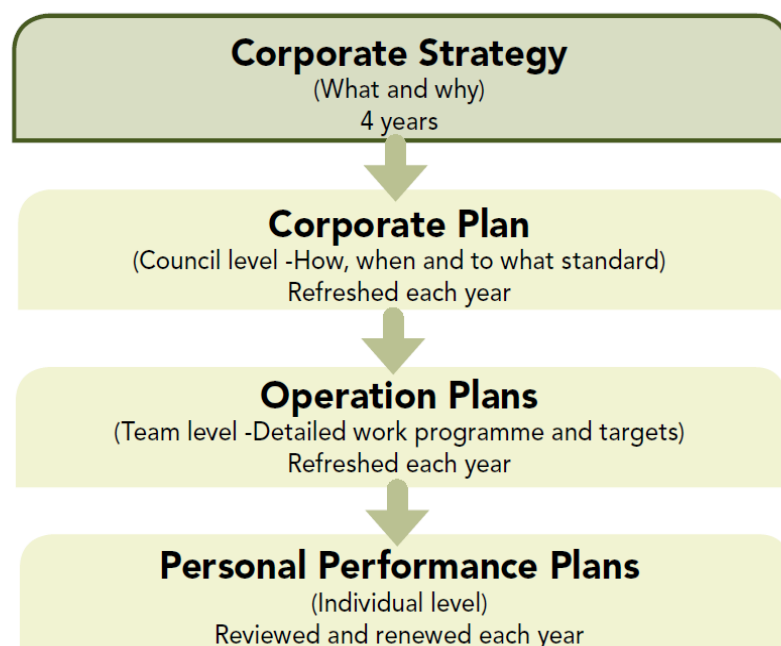 Corporate Strategy
(What and why)
4 years
Corporate Plan
(Council level -How, when and to what standard)
Refreshed each year
Operation Plans
(Team level -Detailed work programme and targets)
Refreshed each year
Personal Performance Plans
(Individual level)
Reviewed and renewed each year